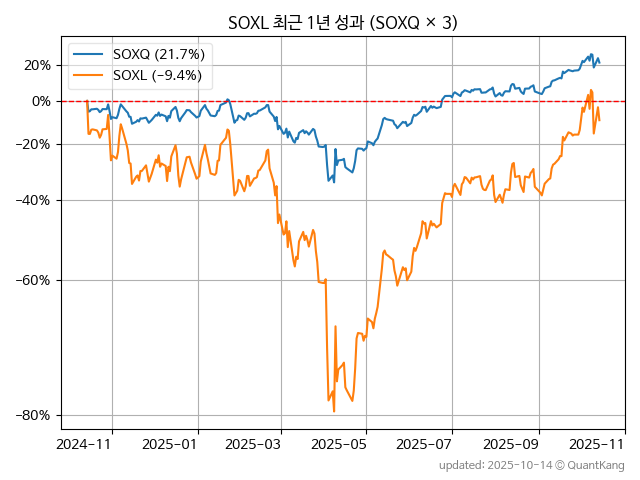 SOXL 최근 1년 성과 (SOXQ × 3)
SOXQ (21.7%)
SOXL (−9.4%)
20%
0%
−20%
−40%
−60%
−80%
2024-11 2025-01 2025-03 2025-05 2025-07 2025-09 2025-11
updated: 2025-10-14 © QuantKang